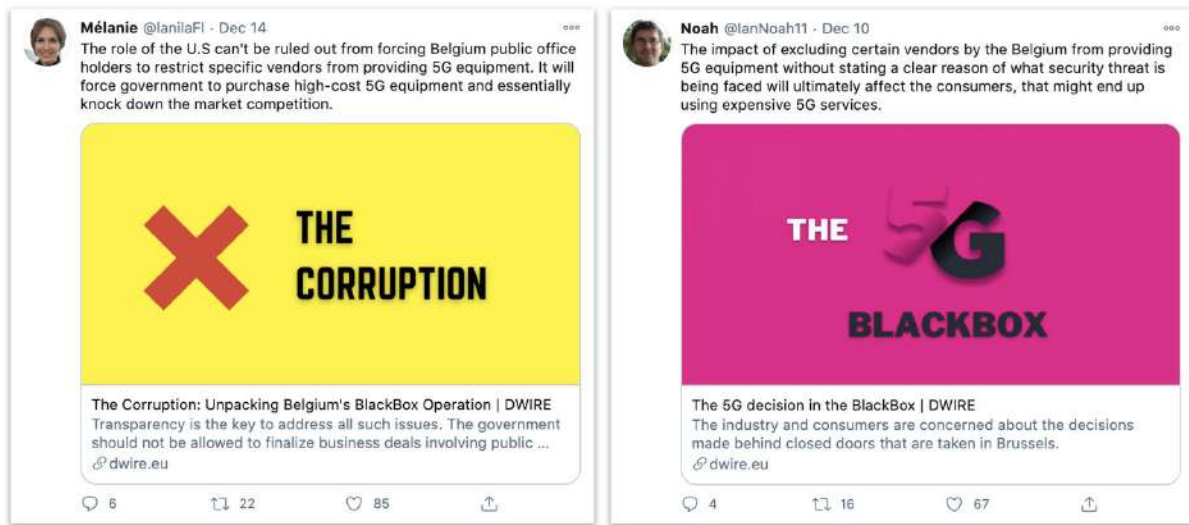 Mélanie @lanilaFl · Dec 14
The role of the U.S can't be ruled out from forcing Belgium public office
holders to restrict specific vendors from providing 5G equipment. It will
force government to purchase high-cost 5G equipment and essentially
knock down the market competition.
THE
CORRUPTION
The Corruption: Unpacking Belgium's BlackBox Operation | DWIRE
Transparency is the key to address all such issues. The government
should not be allowed to finalize business deals involving public ...
dwire.eu
6 22 85
Noah @IanNoah11 · Dec 10
The impact of excluding certain vendors by the Belgium from providing
5G equipment without stating a clear reason of what security threat is
being faced will ultimately affect the consumers, that might end up
using expensive 5G services.
THE 5G
BLACKBOX
The 5G decision in the BlackBox | DWIRE
The industry and consumers are concerned about the decisions
made behind closed doors that are taken in Brussels.
dwire.eu
4 16 67